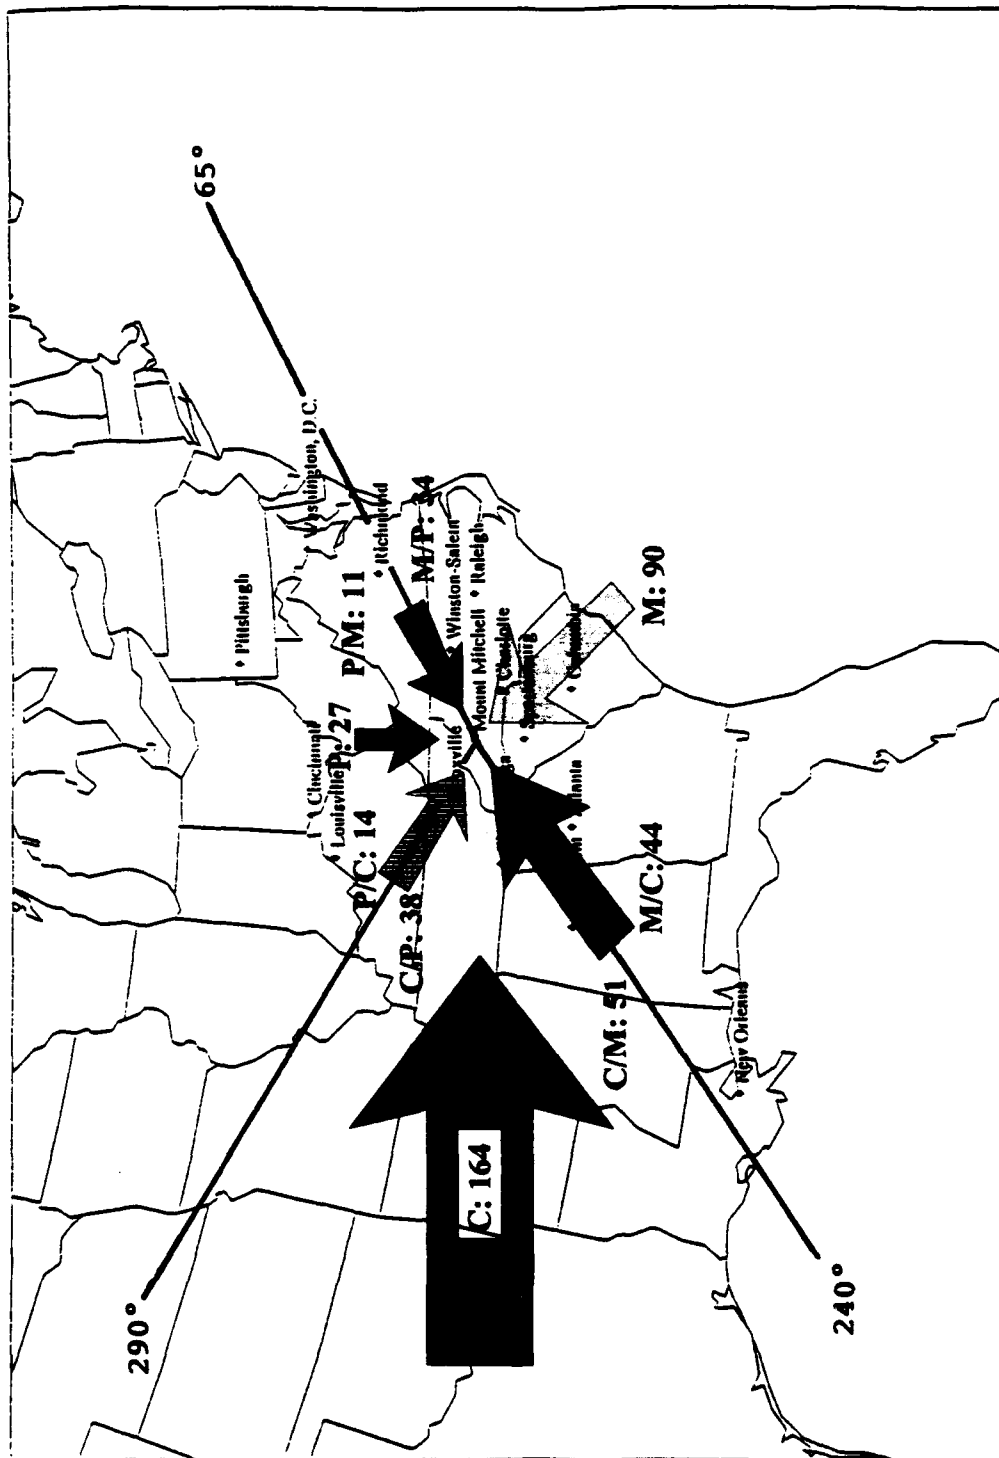 65°
Washington, D.C.
Richmond
Pittsburgh
Cincinnati
Louisville
P/M: 11
M/P: 34
Winston-Salem
Raleigh
Mount Mitchell
Charlotte
Columbia
P: 27
P/C: 14
C/P: 38
M: 90
M/C: 44
C/M: 51
New Orleans
C: 164
290°
240°